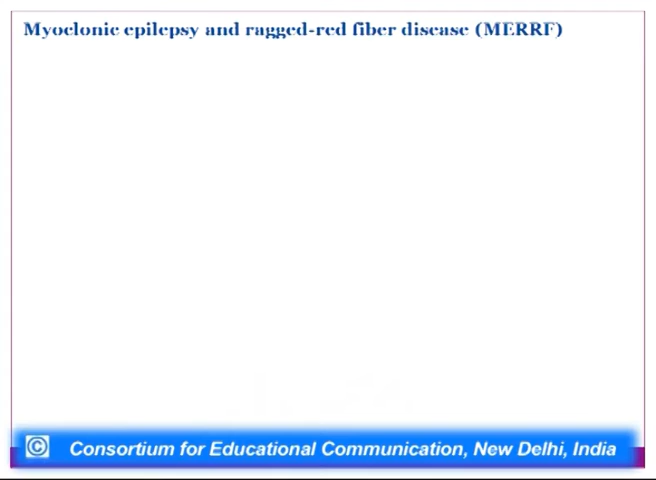 Myoclonic epilepsy and ragged-red fiber disease (MERRF)
© Consortium for Educational Communication, New Delhi, India